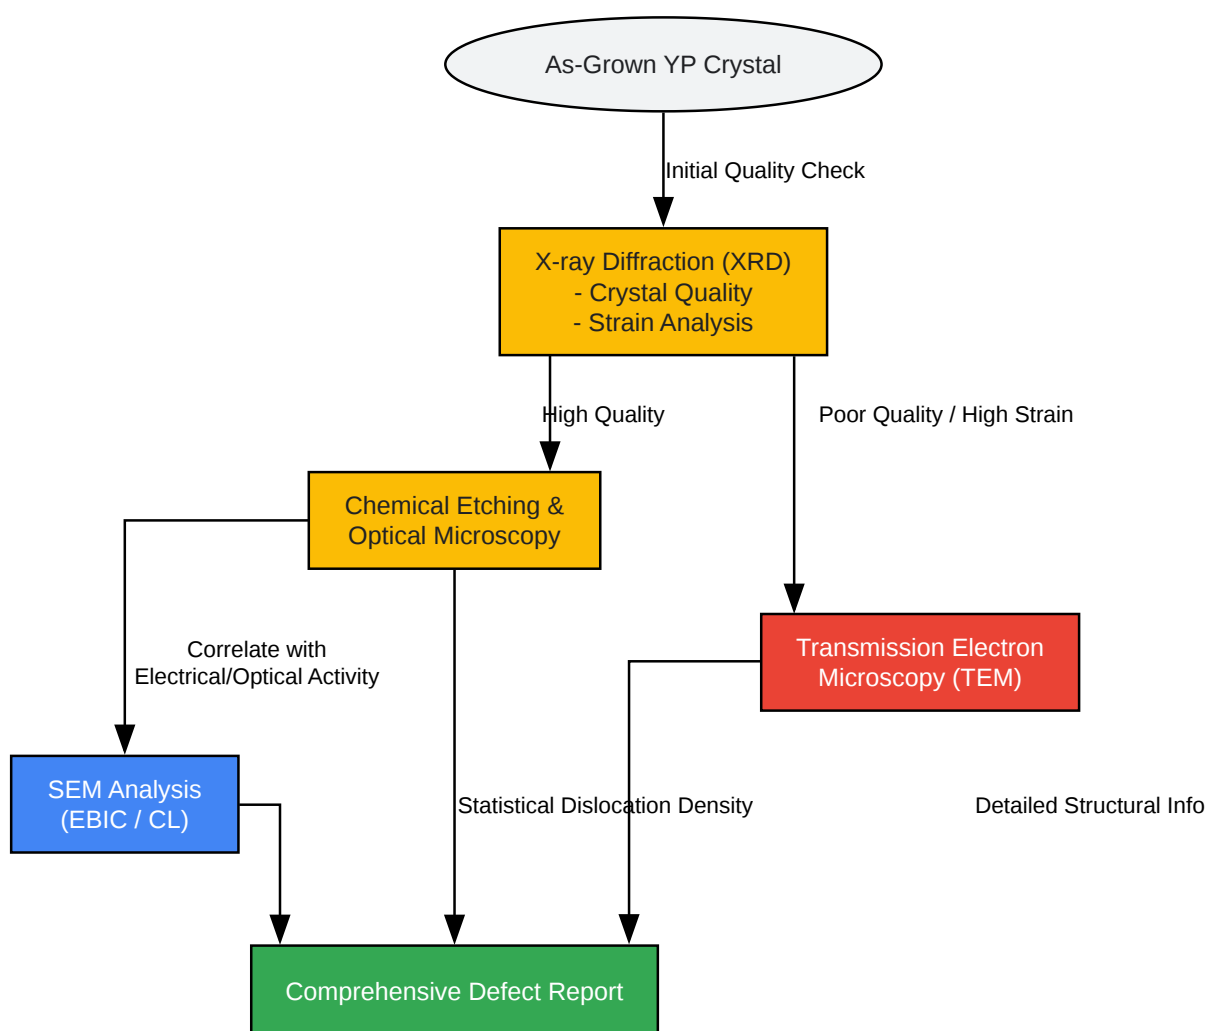 As-Grown YP Crystal
Initial Quality Check
X-ray Diffraction (XRD)
- Crystal Quality
- Strain Analysis
High Quality
Poor Quality / High Strain
Chemical Etching &
Optical Microscopy
Correlate with
Electrical/Optical Activity
Transmission Electron
Microscopy (TEM)
SEM Analysis
(EBIC / CL)
Statistical Dislocation Density
Detailed Structural Info
Comprehensive Defect Report